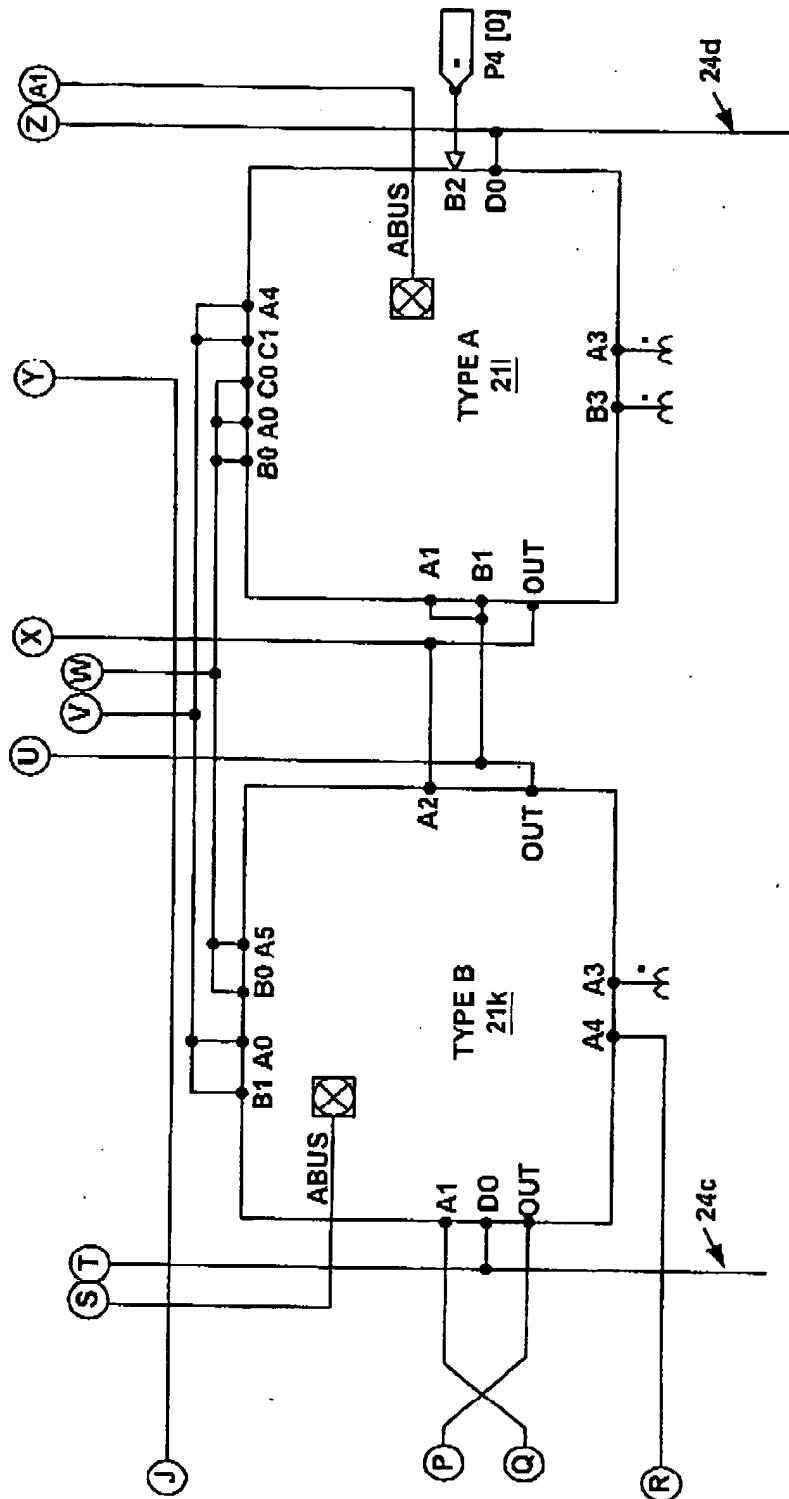 J
S T
U
V W
X
Y
Z A1
B1 A0 B0 A5
B0 A0 C0 C1 A4
ABUS
ABUS
P
Q
A1
D0
OUT
TYPE B
21k
A2
OUT
A1
B1
OUT
TYPE A
21l
B2
D0
P4 [0]
A4 A3
B3 A3
R
24c
24d